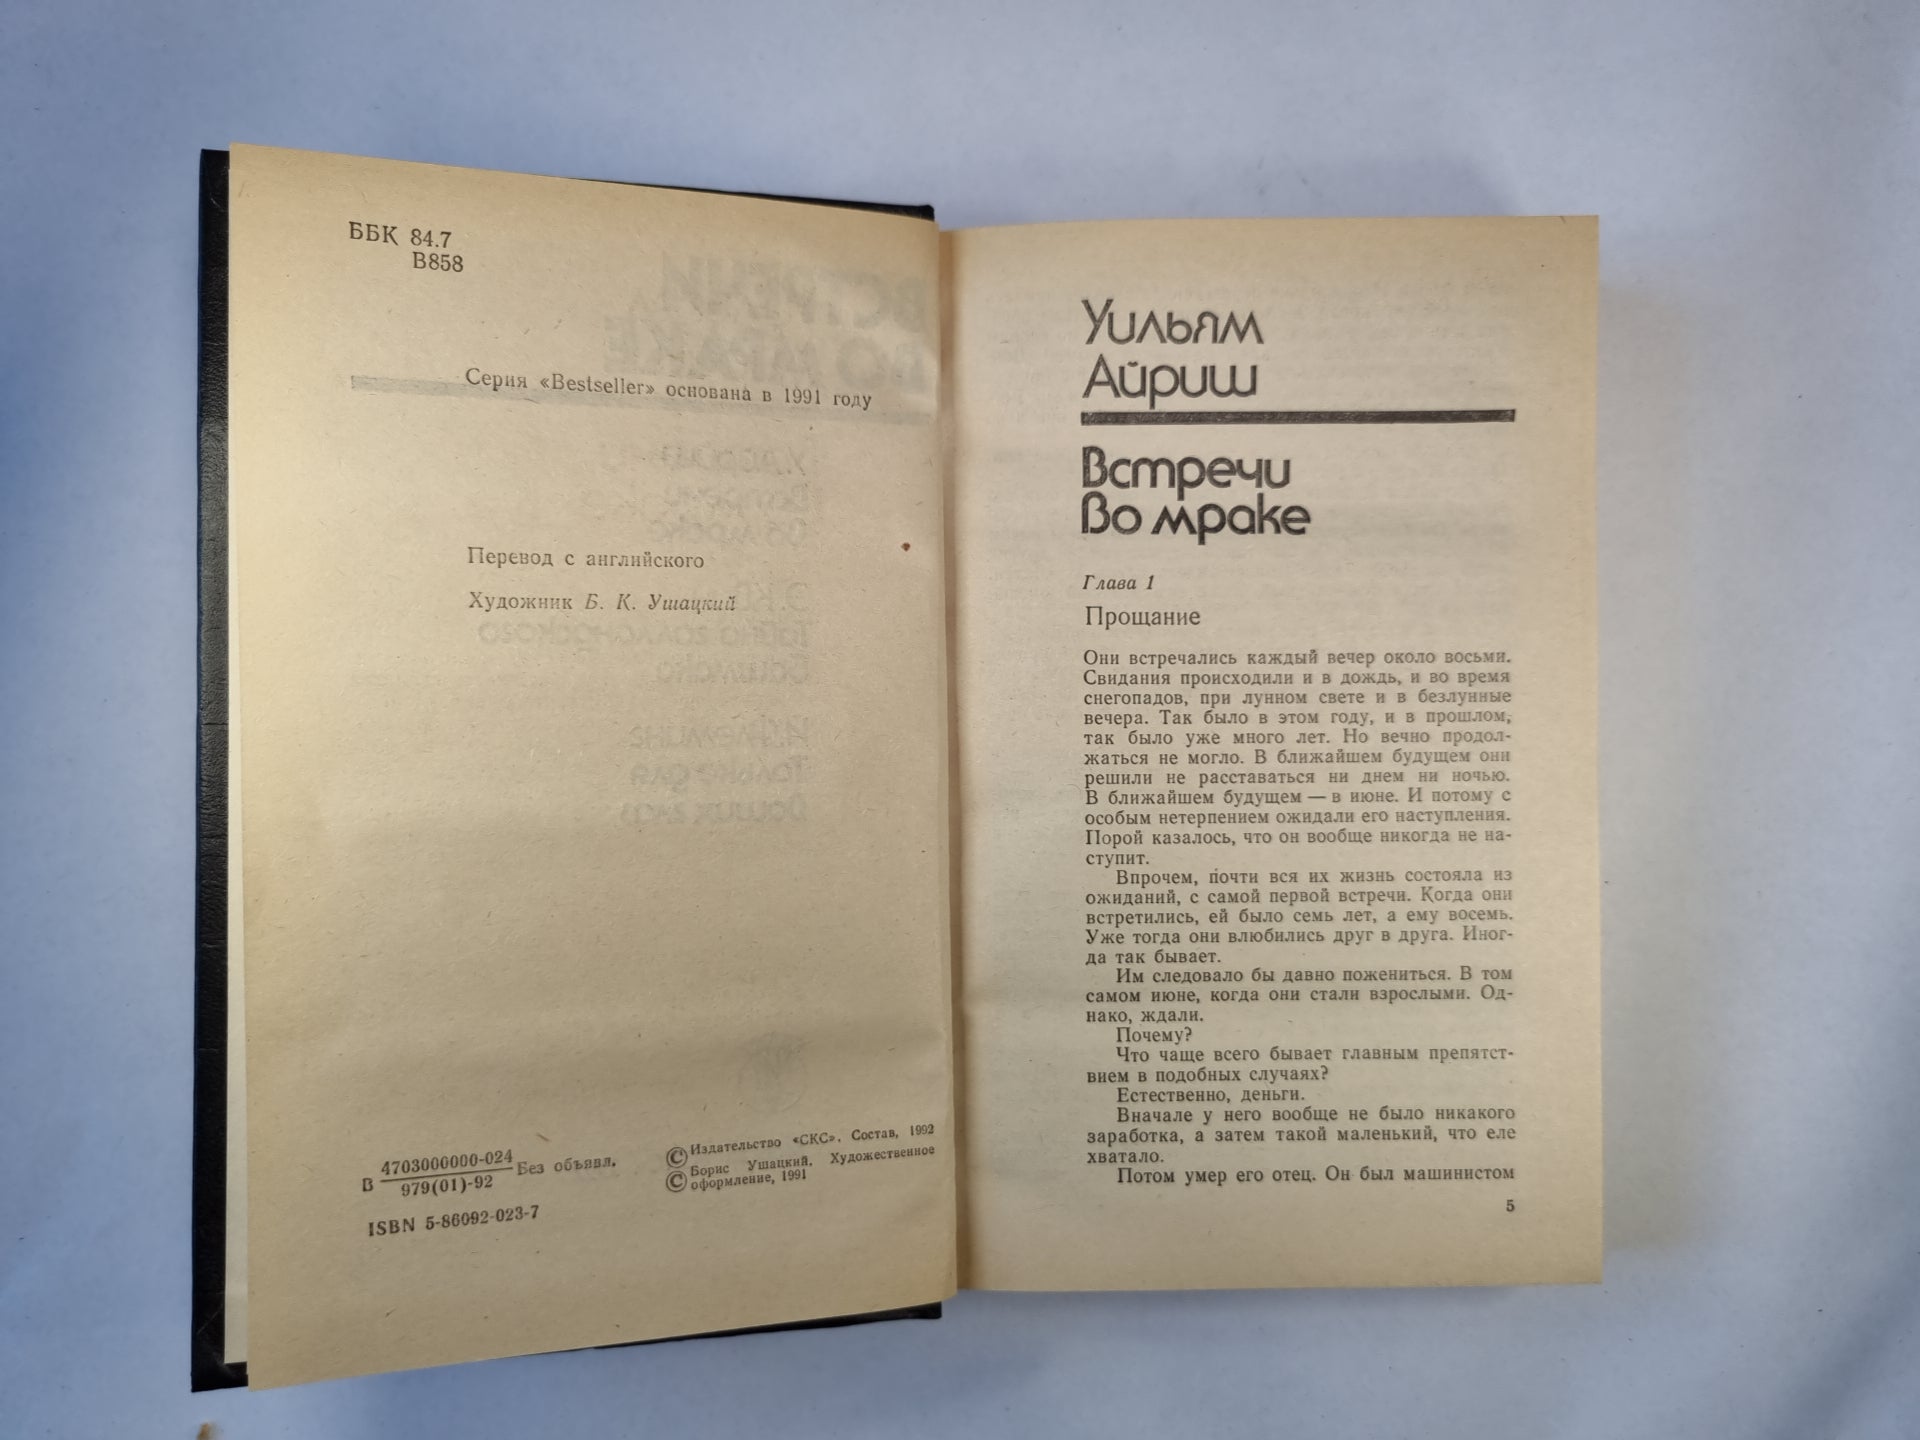 ББК 84.7
В858
Серия «Bestseller» основана в 1991 году
Перевод с английского
Художник Б. К. Ушацкий
В 4703000000-024 Без объявл.
979(01)-92
ISBN 5-86092-023-7
© Издательство «СКС». Состав, 1992
© Борис Ушацкий. Художественное
оформление, 1991
Уильям
Айриш
Встречи
во мраке
Глава 1
Прощание
Они встречались каждый вечер около восьми.
Свидания происходили и в дождь, и во время
снегопадов, при лунном свете и в безлунные
вечера. Так было в этом году, и в прошлом,
так было уже много лет. Но вечно продол-
жаться не могло. В ближайшем будущем они
решили не расставаться ни днем ни ночью.
В ближайшем будущем — в июне. И потому с
особым нетерпением ожидали его наступления.
Порой казалось, что он вообще никогда не на-
ступит.
Впрочем, почти вся их жизнь состояла из
ожиданий, с самой первой встречи. Когда они
встретились, ей было семь лет, а ему восемь.
Уже тогда они влюбились друг в друга. Иног-
да так бывает.
Им следовало бы давно пожениться. В том
самом июне, когда они стали взрослыми. Од-
нако, ждали.
Почему?
Что чаще всего бывает главным препятст-
вием в подобных случаях?
Естественно, деньги.
Вначале у него вообще не было никакого
заработка, а затем такой маленький, что еле
хватало.
Потом умер его отец. Он был машинистом
5